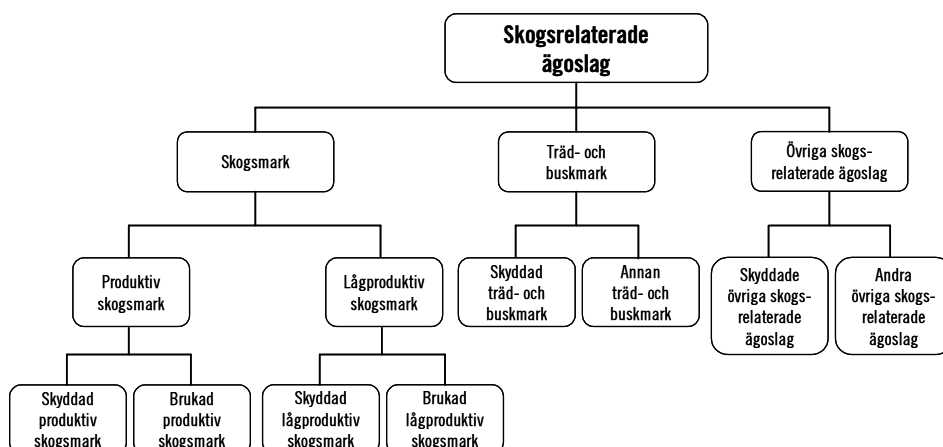 Skogsrelaterade
ägoslag
Skogsmark
Träd- och
buskmark
Övriga skogs-
relaterade ägoslag
Produktiv
skogsmark
Lågproduktiv
skogsmark
Skyddad
träd- och
buskmark
Annan
träd- och
buskmark
Skyddade
övriga skogs-
relaterade
ägoslag
Andra
övriga skogs-
relaterade
ägoslag
Skyddad
produktiv
skogsmark
Brukad
produktiv
skogsmark
Skyddad
lågproduktiv
skogsmark
Brukad
lågproduktiv
skogsmark